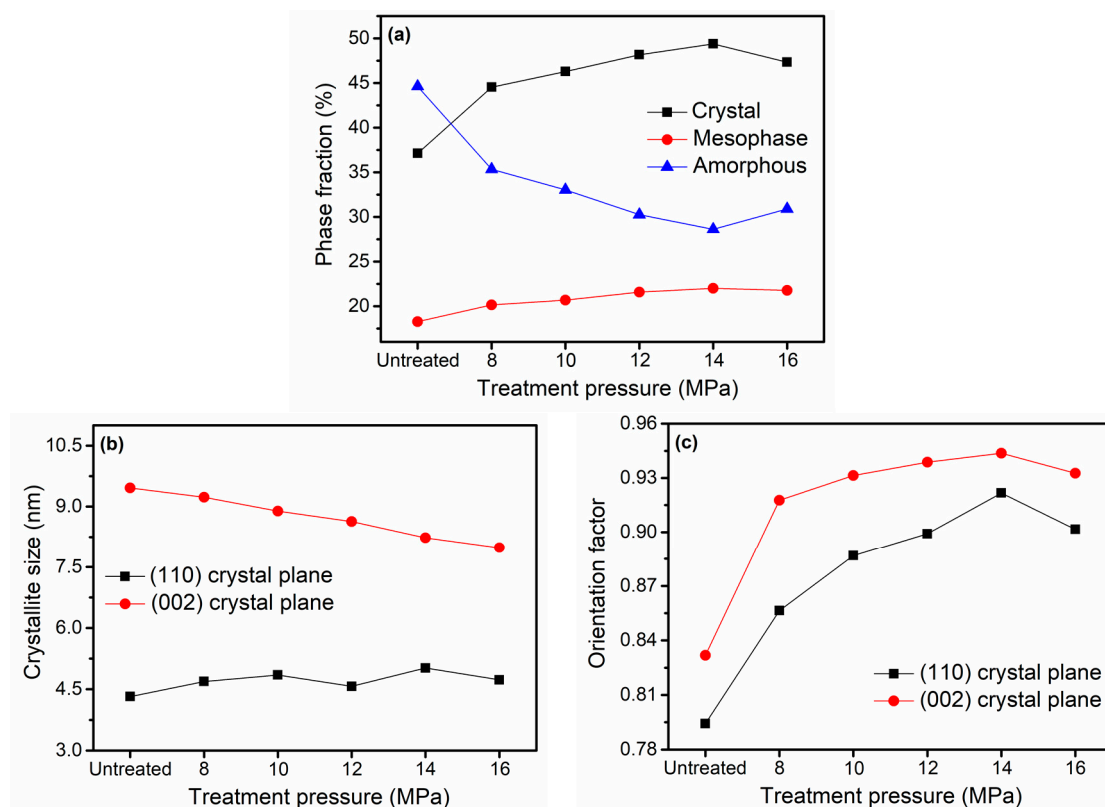 (a)
50
45
40
35
30
25
20
Phase fraction (%)
Crystal
Mesophase
Amorphous
Untreated 8 10 12 14 16
Treatment pressure (MPa)
(b)
10.5
9.0
7.5
6.0
4.5
3.0
Crystallite size (nm)
(110) crystal plane
(002) crystal plane
Untreated 8 10 12 14 16
Treatment pressure (MPa)
(c)
0.96
0.93
0.90
0.87
0.84
0.81
0.78
Orientation factor
(110) crystal plane
(002) crystal plane
Untreated 8 10 12 14 16
Treatment pressure (MPa)